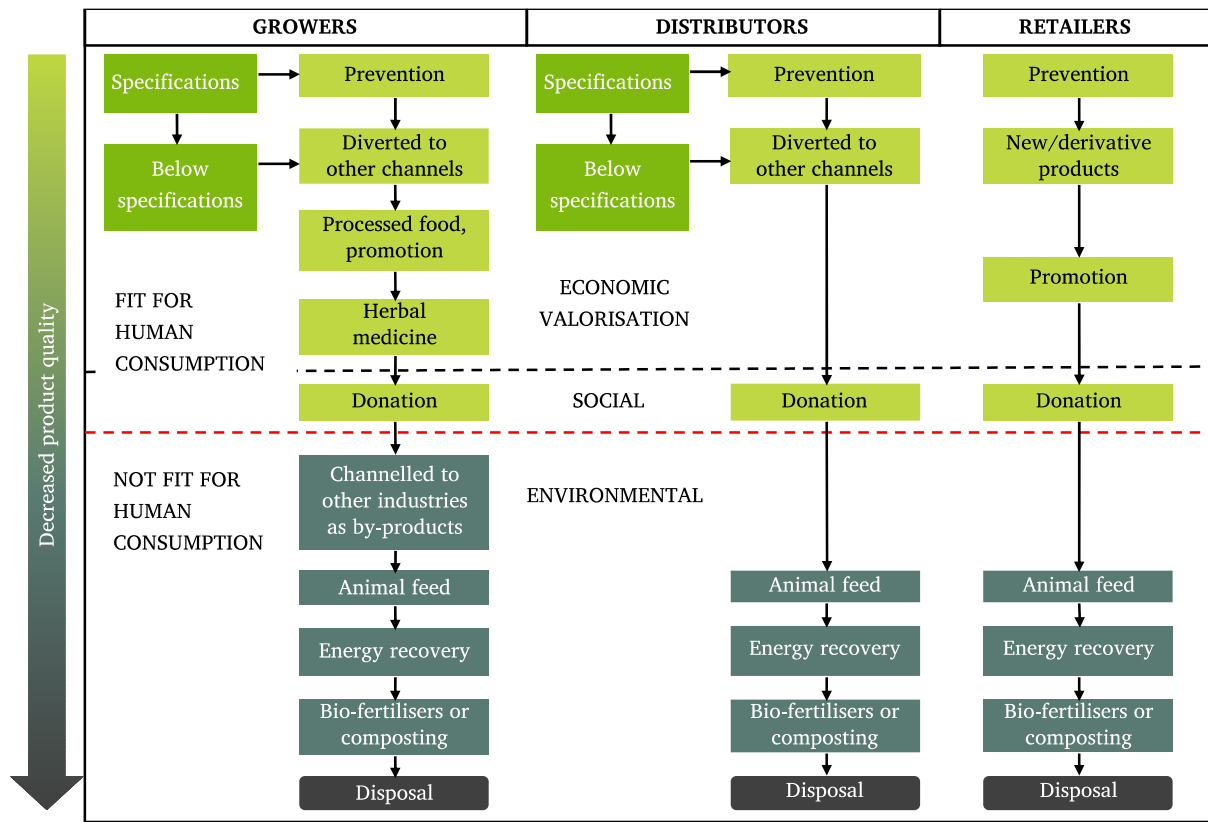 GROWERS
DISTRIBUTORS
RETAILERS
Decreased product quality
Specifications
Prevention
Below
specifications
Diverted to
other channels
Processed food,
promotion
Herbal
medicine
FIT FOR
HUMAN
CONSUMPTION
Donation
NOT FIT FOR
HUMAN
CONSUMPTION
Channelled to
other industries
as by-products
Animal feed
Energy recovery
Bio-fertilisers or
composting
Disposal
Specifications
Prevention
Below
specifications
Diverted to
other channels
ECONOMIC
VALORISATION
SOCIAL
Donation
ENVIRONMENTAL
Animal feed
Energy recovery
Bio-fertilisers or
composting
Disposal
Prevention
New/derivative
products
Promotion
Donation
Animal feed
Energy recovery
Bio-fertilisers or
composting
Disposal